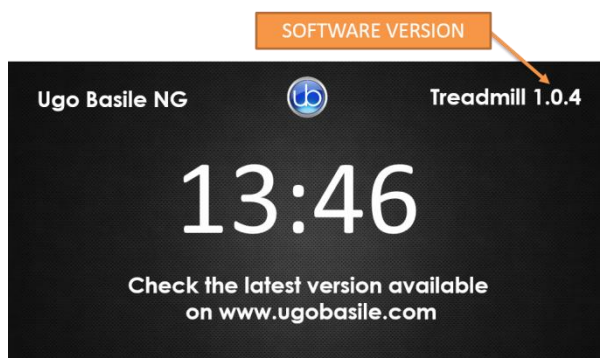 SOFTWARE VERSION
Ugo Basile NG
ub
Treadmill 1.0.4
13:46
Check the latest version available
on www.ugobasile.com